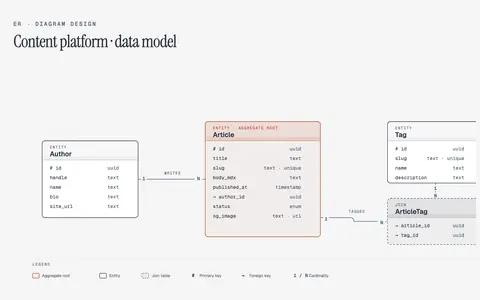 ER · DIAGRAM DESIGN
Content platform · data model
ENTITY
Author
# id uuid
handle text
name text
bio text
site_url text
1 WRITES N
ENTITY · AGGREGATE ROOT
Article
# id uuid
title text
slug text · unique
body_mdx text
published_at timestamp
→ author_id uuid
status enum
og_image text · url
1 TAGGED N
ENTITY
Tag
# id uuid
slug text · unique
name text
description text
1
N
JOIN
ArticleTag
→ article_id uuid
→ tag_id uuid
LEGEND
Aggregate root
Entity
Join table
# Primary key
→ Foreign key
1 / N Cardinality